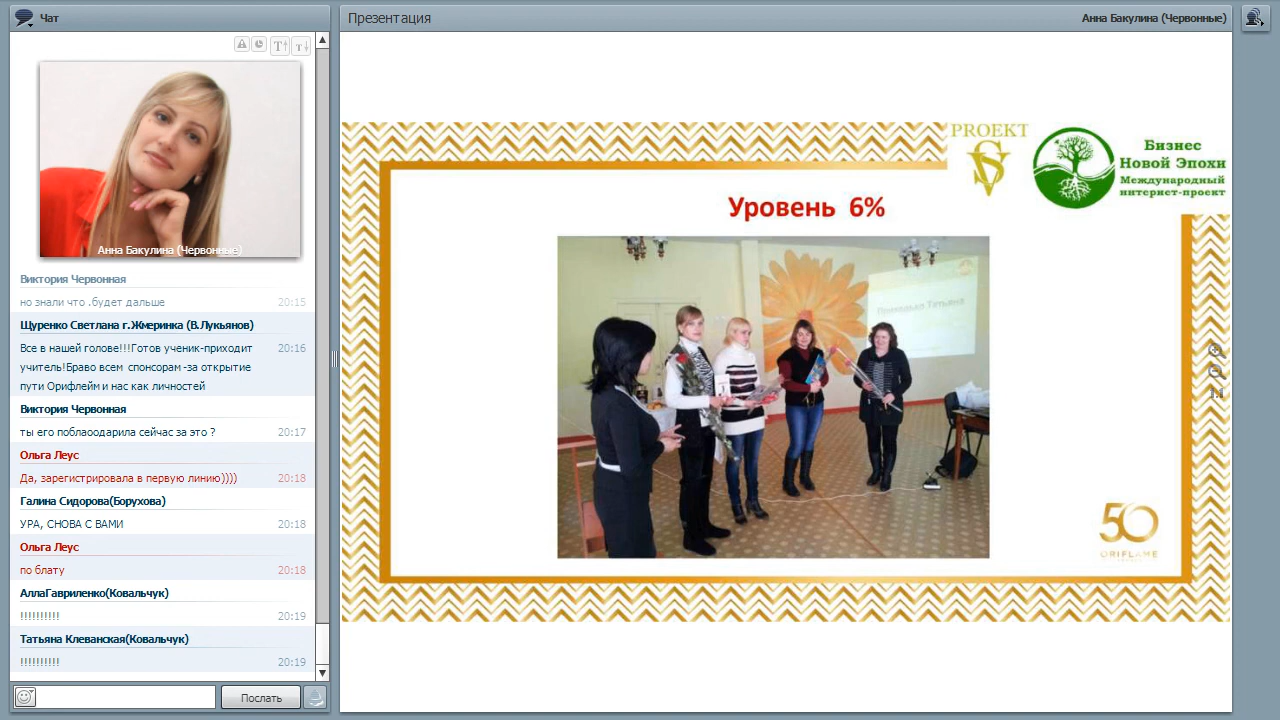 Чат
Анна Бакулина (Червонные)
Виктория Червонная
но знали что .будет дальше 20:15
Щуренко Светлана г.Жмеринка (В.Лукьянов)
Все в нашей голове!!!Готов ученик-приходит 20:16
учитель!Браво всем спонсорам-за открытие
пути Орифлейм и нас как личностей
Виктория Червонная
ты его поблаоодарила сейчас за это ? 20:17
Ольга Леус
Да, зарегистрировала в первую линию)))) 20:18
Галина Сидорова(Борухова)
УРА, СНОВА С ВАМИ 20:18
Ольга Леус
по блату 20:18
АллаГавриленко(Ковальчук)
!!!!!!!!!! 20:19
Татьяна Клеванская(Ковальчук)
!!!!!!!!!! 20:19
Послать
Презентация
Анна Бакулина (Червонные)
PROEKT
SV
Бизнес
Новой Эпохи
Международный
интернет-проект
Уровень 6%
Татьяна
50
ORIFLAME
1:1